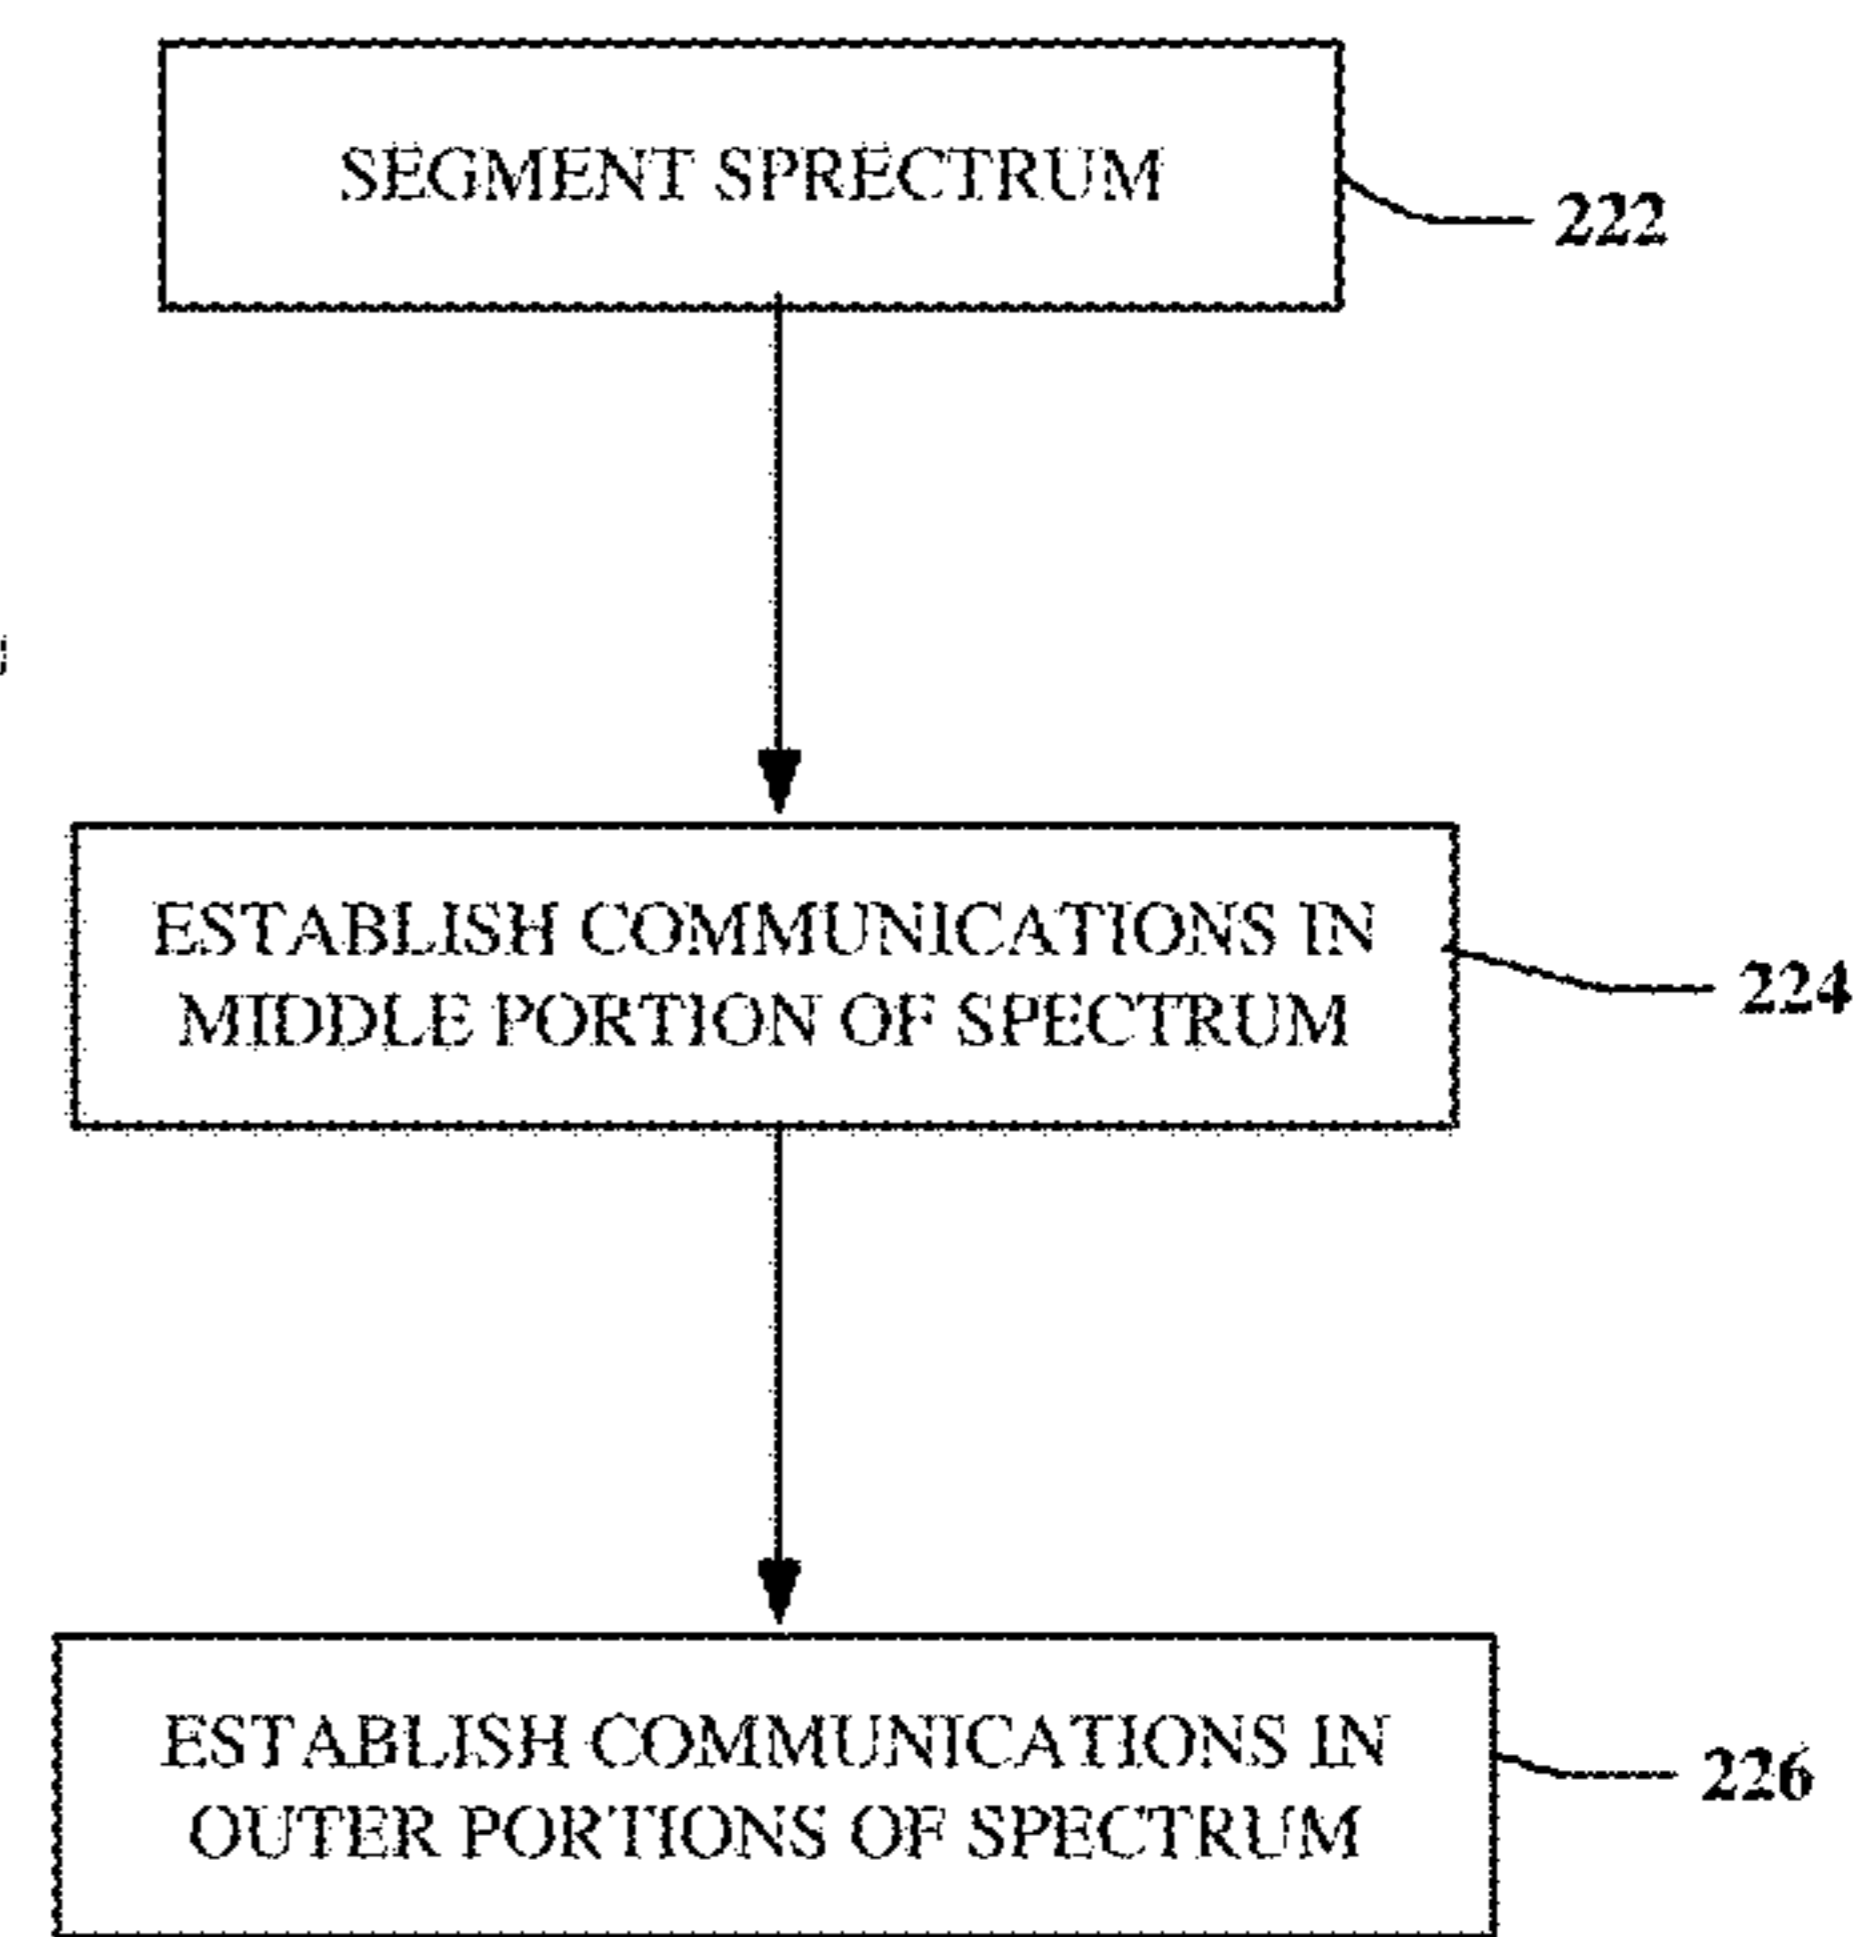 SEGMENT SPRECTRUM
222
ESTABLISH COMMUNICATIONS IN
MIDDLE PORTION OF SPECTRUM
224
ESTABLISH COMMUNICATIONS IN
OUTER PORTIONS OF SPECTRUM
226